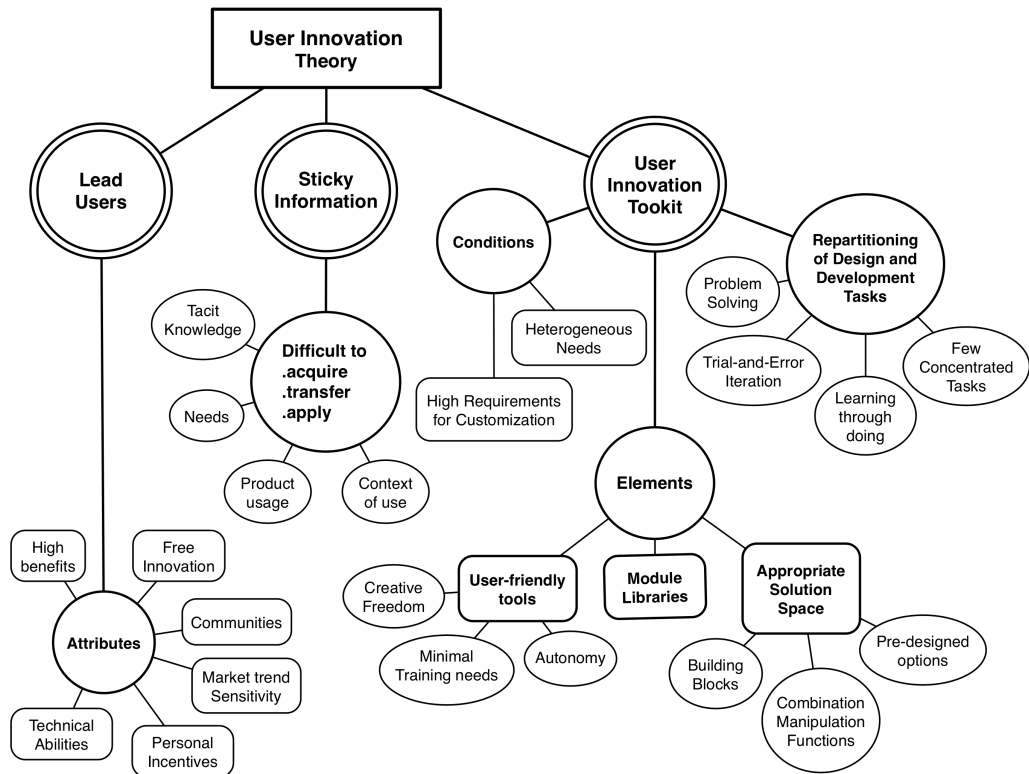 User Innovation
Theory
Lead
Users
Sticky
Information
User
Innovation
Tookit
Conditions
Repartitioning
of Design and
Development
Tasks
Problem
Solving
Tacit
Knowledge
Heterogeneous
Needs
Trial-and-Error
Iteration
Few
Concentrated
Tasks
Difficult to
.acquire
.transfer
.apply
Needs
High Requirements
for Customization
Learning
through
doing
Product
usage
Context
of use
Elements
High
benefits
Free
Innovation
Attributes
Communities
Market trend
Sensitivity
Technical
Abilities
Personal
Incentives
User-friendly
tools
Module
Libraries
Appropriate
Solution
Space
Creative
Freedom
Minimal
Training needs
Autonomy
Building
Blocks
Combination
Manipulation
Functions
Pre-designed
options